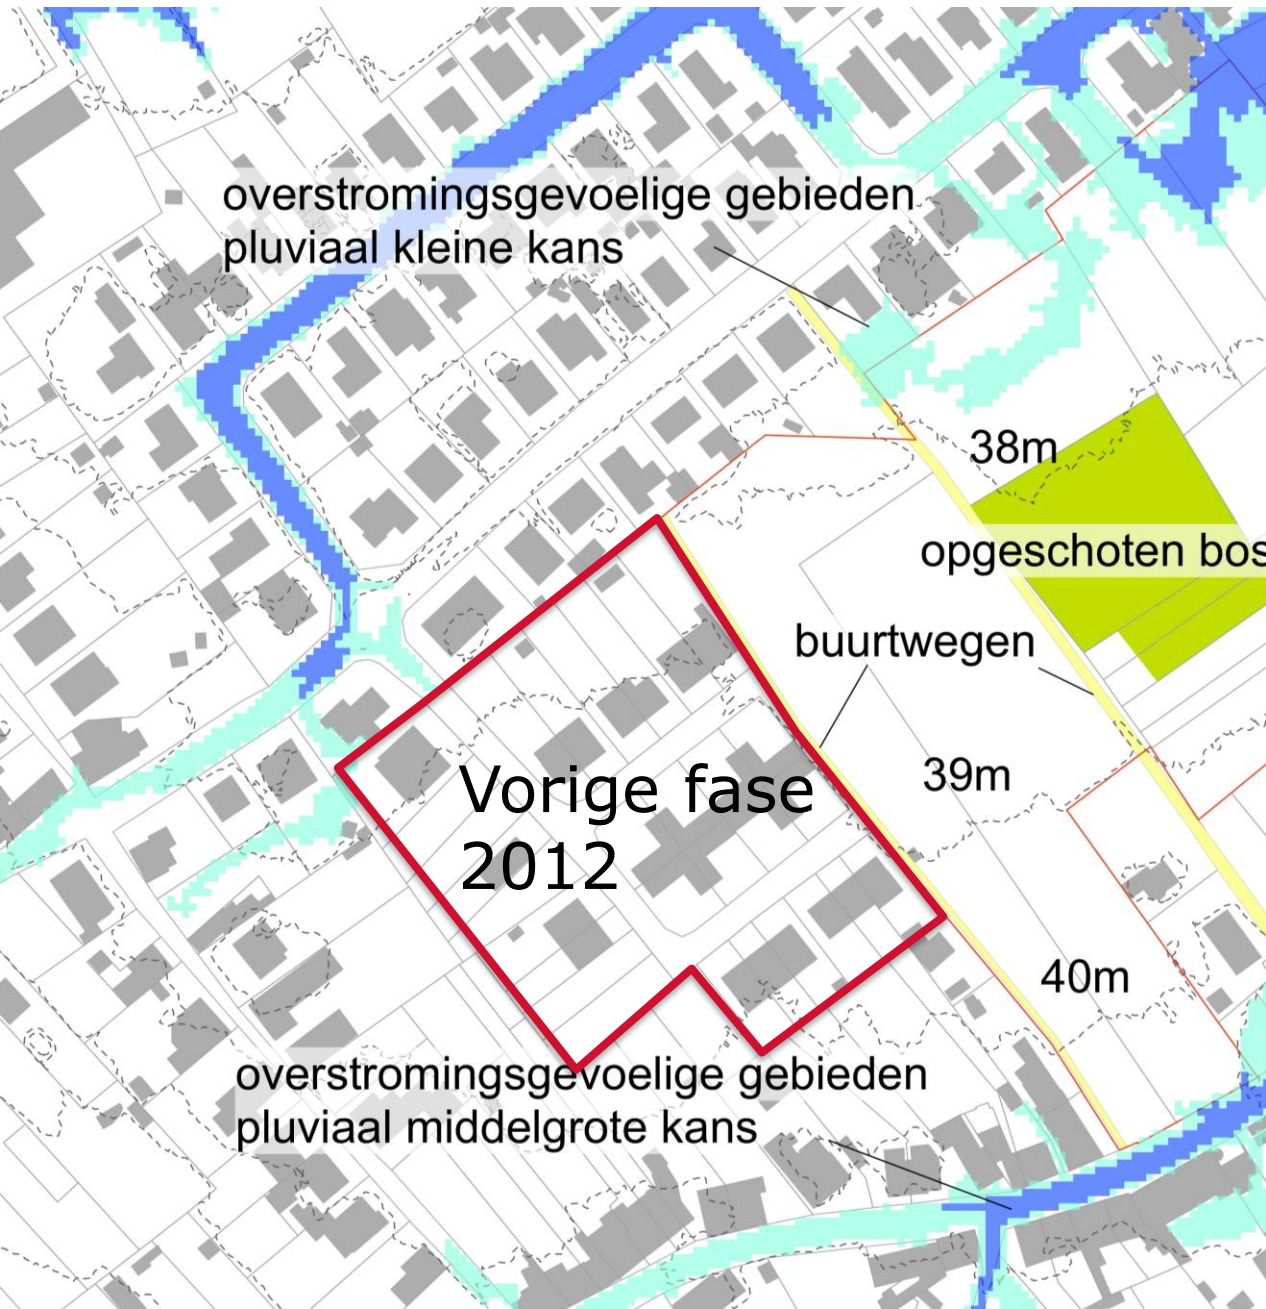 overstromingsgevoelige gebieden
pluviaal kleine kans
38m
opgeschoten bos
buurtwegen
39m
Vorige fase
2012
40m
overstromingsgevoelige gebieden
pluviaal middelgrote kans